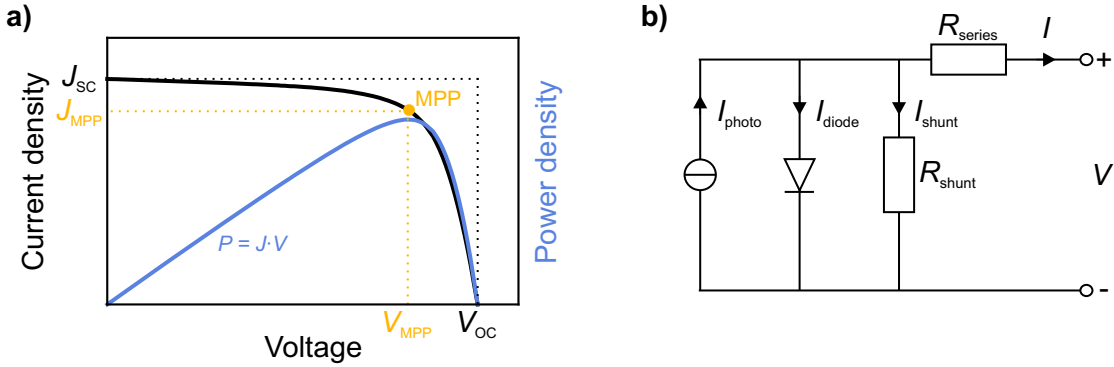 a)
Current density
J_SC
J_MPP
MPP
P = J·V
V_MPP
V_OC
Voltage
Power density
b)
R_series
I
+
I_photo
I_diode
I_shunt
R_shunt
V
-